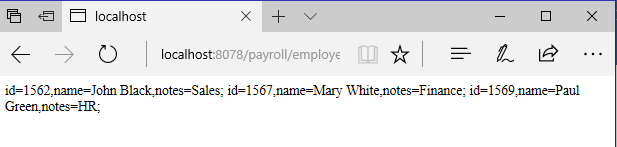 localhost
localhost:8078/payroll/employe
id=1562,name=John Black,notes=Sales; id=1567,name=Mary White,notes=Finance; id=1569,name=Paul
Green,notes=HR;